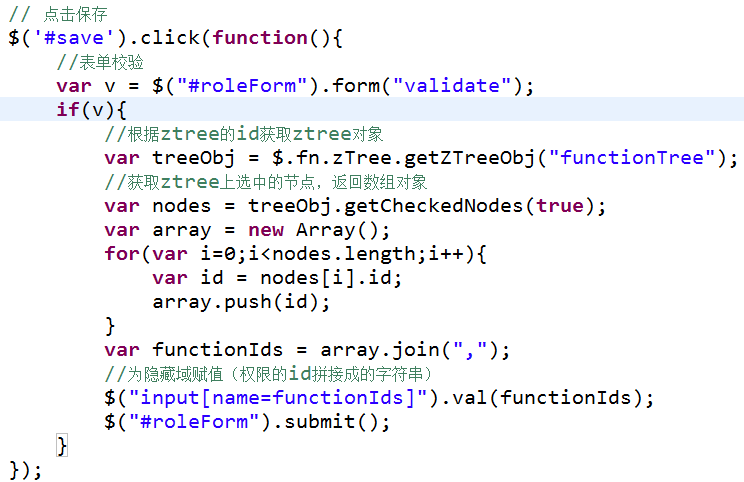 // 点击保存
$('#save').click(function(){
    //表单校验
    var v = $("#roleForm").form("validate");
    if(v){
        //根据ztree的id获取ztree对象
        var treeObj = $.fn.zTree.getZTreeObj("functionTree");
        //获取ztree上选中的节点，返回数组对象
        var nodes = treeObj.getCheckedNodes(true);
        var array = new Array();
        for(var i=0;i<nodes.length;i++){
            var id = nodes[i].id;
            array.push(id);
        }
        var functionIds = array.join(",");
        //为隐藏域赋值（权限的id拼接成的字符串）
        $("input[name=functionIds]").val(functionIds);
        $("#roleForm").submit();
    }
});